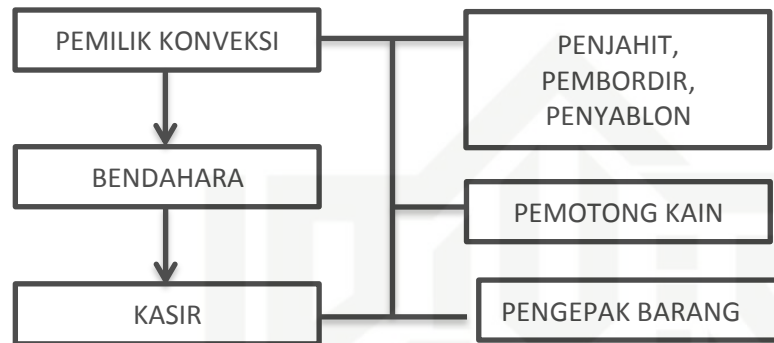 PEMILIK KONVEKSI
BENDAHARA
KASIR
PENJAHIT,
PEMBORDIR,
PENYABLON
PEMOTONG KAIN
PENGEPAK BARANG